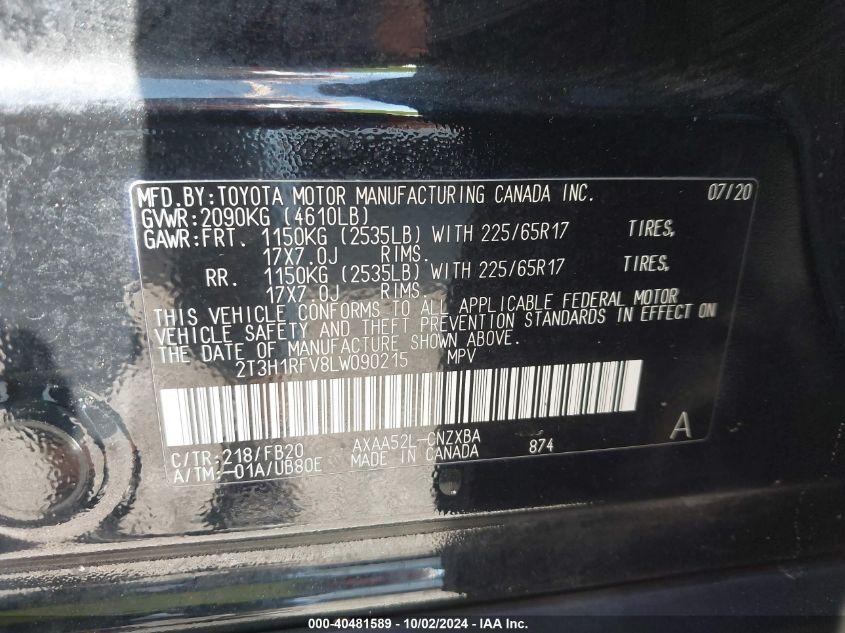 MFD.BY:TOYOTA MOTOR MANUFACTURING CANADA INC. 07/20
GVWR:2090KG (4610LB)
GAWR:FRT. 1150KG (2535LB) WITH 225/65R17 TIRES,
17X7.0J RIMS.
RR. 1150KG (2535LB) WITH 225/65R17 TIRES,
17X7.0J RIMS.
THIS VEHICLE CONFORMS TO ALL APPLICABLE FEDERAL MOTOR
VEHICLE SAFETY AND THEFT PREVENTION STANDARDS IN EFFECT ON
THE DATE OF MANUFACTURE SHOWN ABOVE.
2T3H1RFV8LW090215 MPV
C/TR:218/FB20 AXAA52L-CNZXBA A
A/TM:-01A/UB80E MADE IN CANADA 874
000-40481589 - 10/02/2024 - IAA Inc.